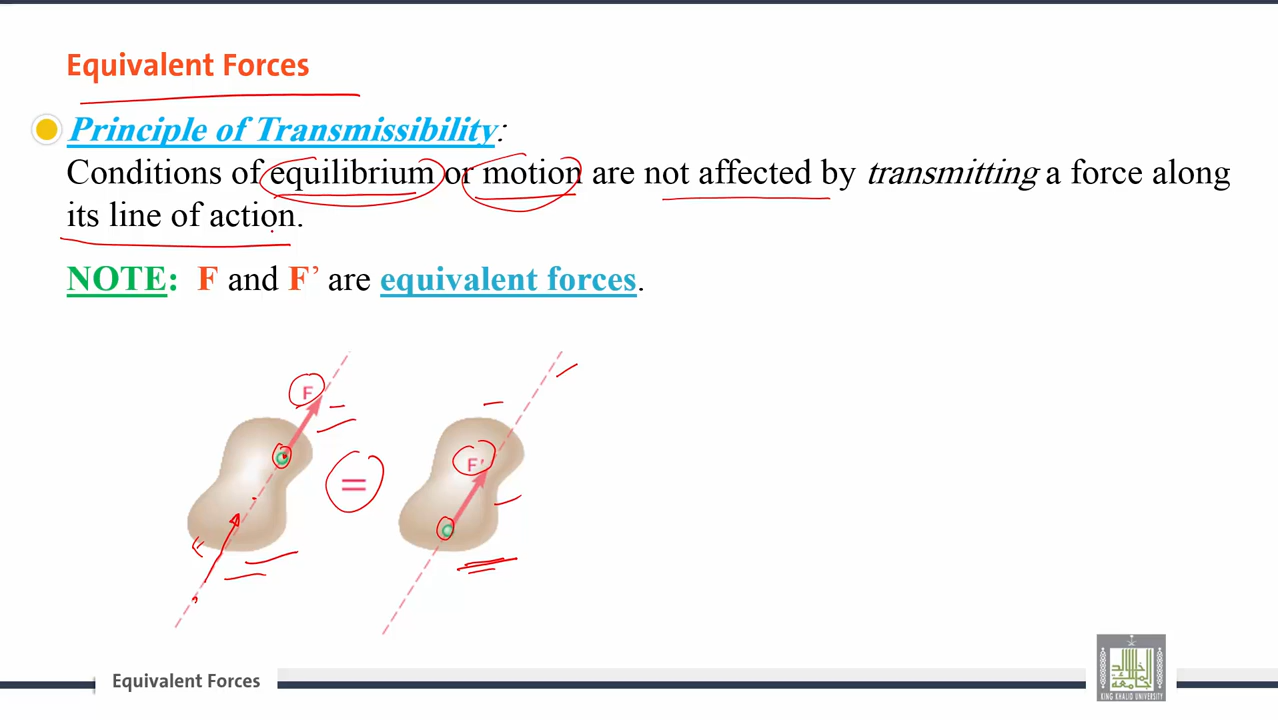 Equivalent Forces
Principle of Transmissibility:
Conditions of equilibrium or motion are not affected by transmitting a force along
its line of action.
NOTE: F and F’ are equivalent forces.
F
=
F'
F
Equivalent Forces
KING KHALID UNIVERSITY